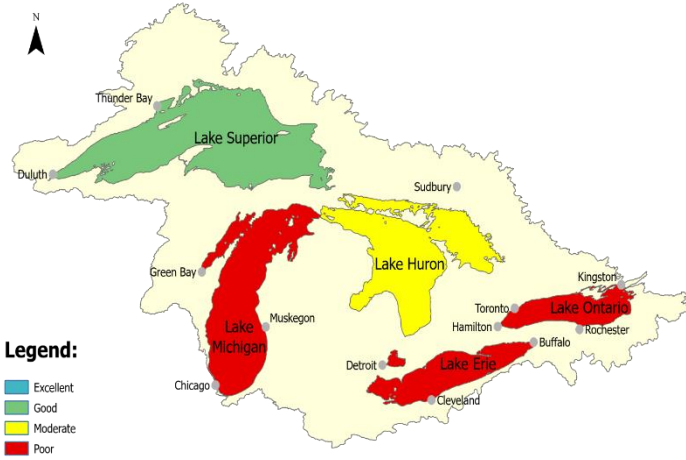 N
Thunder Bay
Lake Superior
Duluth
Sudbury
Green Bay
Lake Huron
Kingston
Toronto
Lake Ontario
Hamilton
Rochester
Muskegon
Lake
Michigan
Buffalo
Detroit
Lake Erie
Chicago
Cleveland
Legend:
Excellent
Good
Moderate
Poor